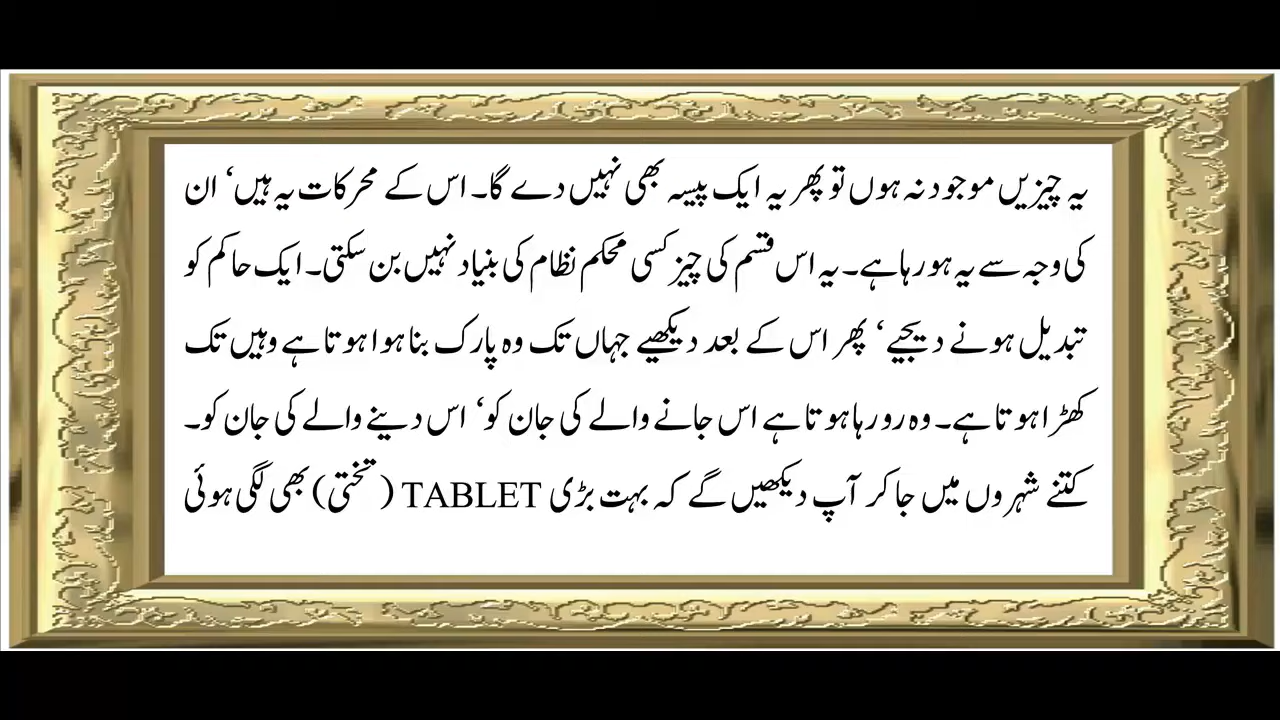 یہ چیزیں موجود نہ ہوں تو پھر یہ ایک پیسہ بھی نہیں دے گا۔ اس کے محرکات یہ ہیں‘ ان
کی وجہ سے یہ ہو رہا ہے۔ یہ اس قسم کی چیز کسی محکم نظام کی بنیاد نہیں بن سکتی۔ ایک حاکم کو
تبدیل ہونے دیجیے‘ پھر اس کے بعد دیکھیے جہاں تک وہ پارک بنا ہوا ہوتا ہے وہیں تک
کھڑا ہوتا ہے۔ وہ رو رہا ہوتا ہے اس جانے والے کی جان کو‘ اس دینے والے کی جان کو۔
کتنے شہروں میں جا کر آپ دیکھیں گے کہ بہت بڑی TABLET (تختی) بھی لگی ہوئی